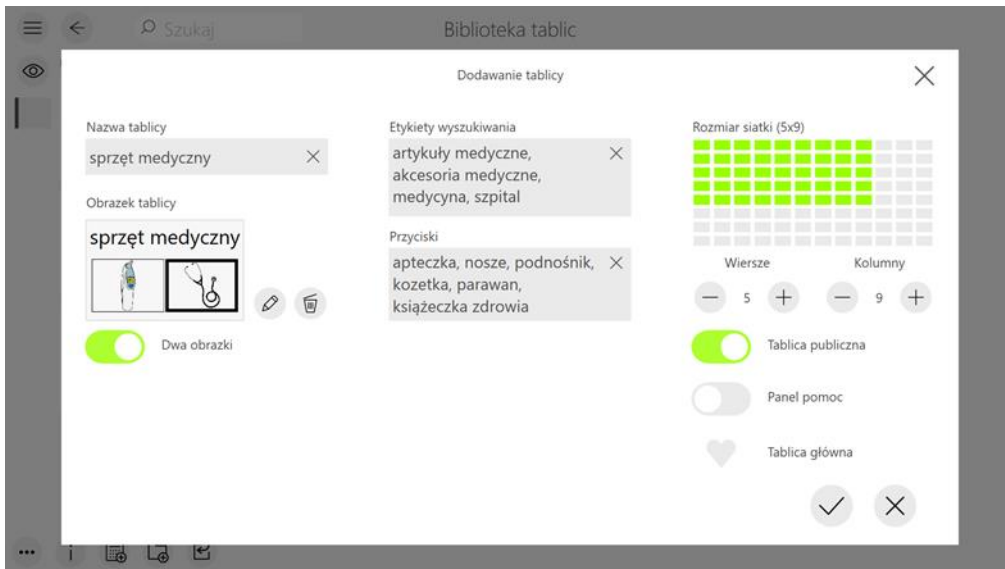 Szukaj
Biblioteka tablic
Dodawanie tablicy
Nazwa tablicy
sprzęt medyczny
Obrazek tablicy
sprzęt medyczny
Dwa obrazki
Etykiety wyszukiwania
artykuły medyczne,
akcesoria medyczne,
medycyna, szpital
Przyciski
apteczka, nosze, podnośnik,
kozetka, parawan,
książeczka zdrowia
Rozmiar siatki (5x9)
Wiersze
Kolumny
5
9
Tablica publiczna
Panel pomoc
Tablica główna